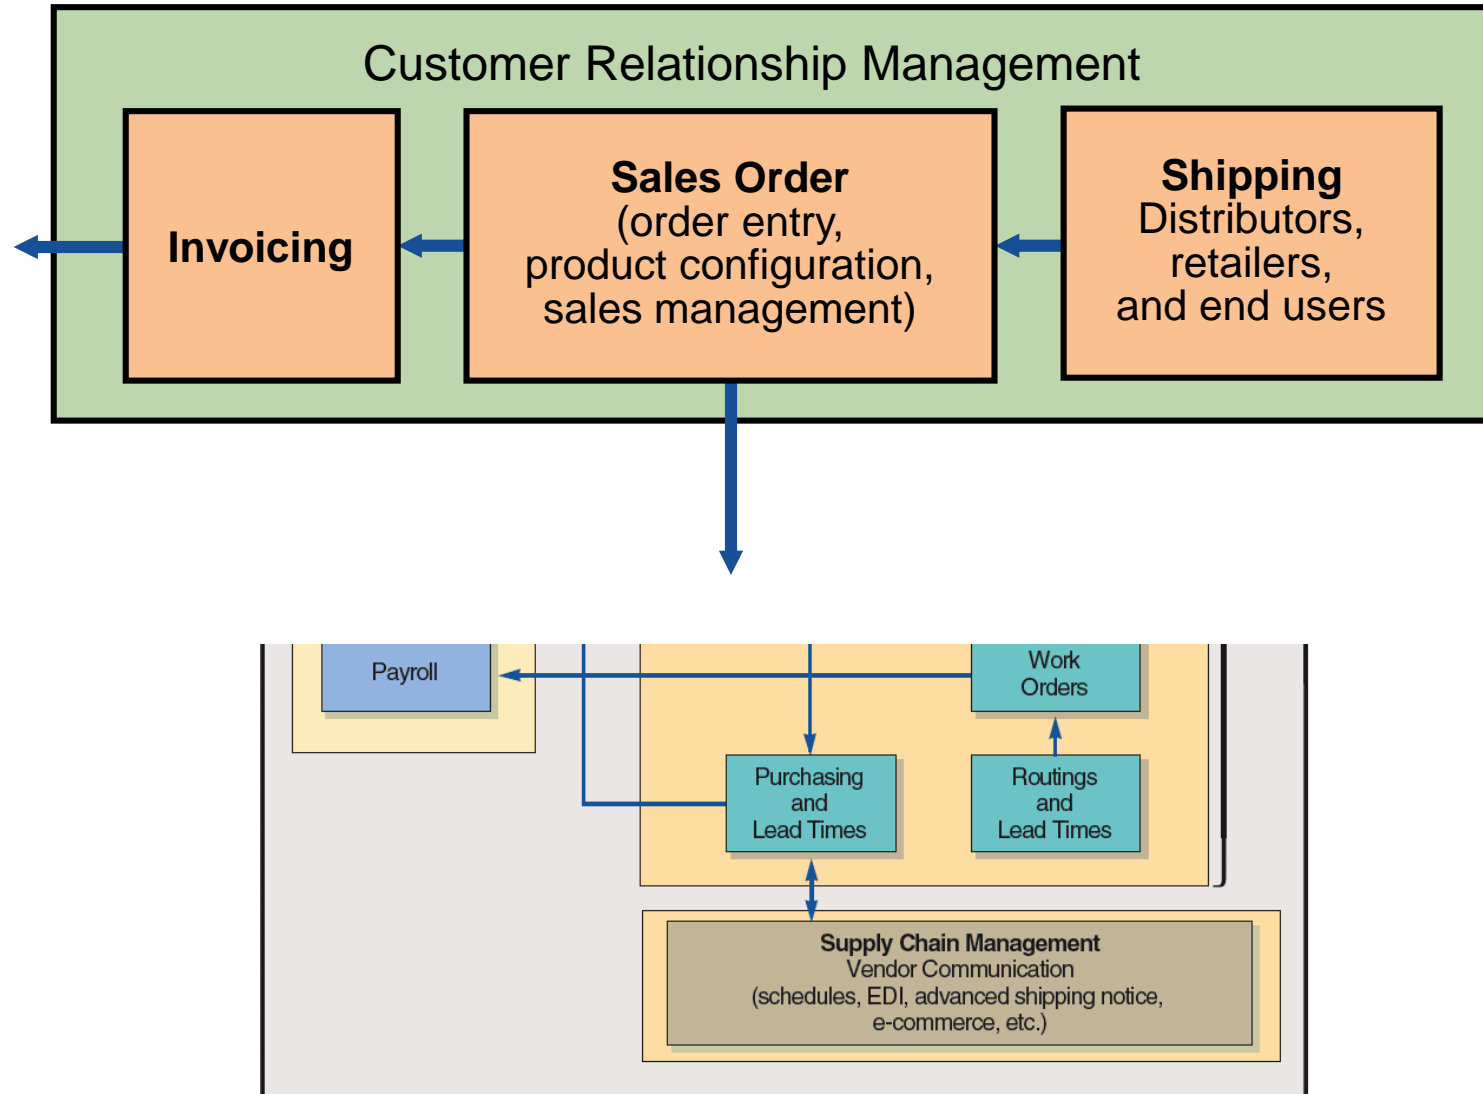 Customer Relationship Management
Invoicing
Sales Order
(order entry,
product configuration,
sales management)
Shipping
Distributors,
retailers,
and end users
Payroll
Work
Orders
Purchasing
and
Lead Times
Routings
and
Lead Times
Supply Chain Management
Vendor Communication
(schedules, EDI, advanced shipping notice,
e-commerce, etc.)